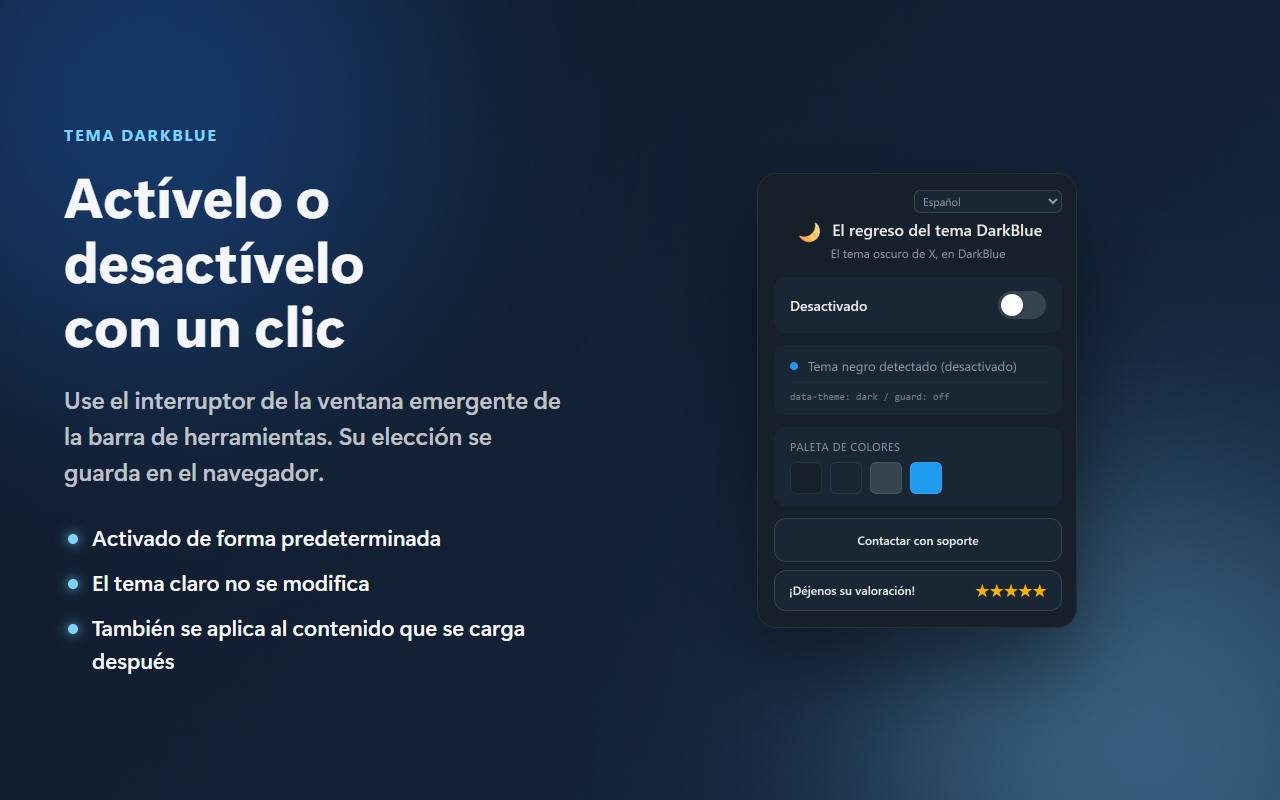 TEMA DARKBLUE
Actívelo o
desactívelo
con un clic
Use el interruptor de la ventana emergente de
la barra de herramientas. Su elección se
guarda en el navegador.
Activado de forma predeterminada
El tema claro no se modifica
También se aplica al contenido que se carga
después
Español
El regreso del tema DarkBlue
El tema oscuro de X, en DarkBlue
Desactivado
Tema negro detectado (desactivado)
data-theme: dark / guard: off
PALETA DE COLORES
Contactar con soporte
¡Déjenos su valoración! ★★★★★